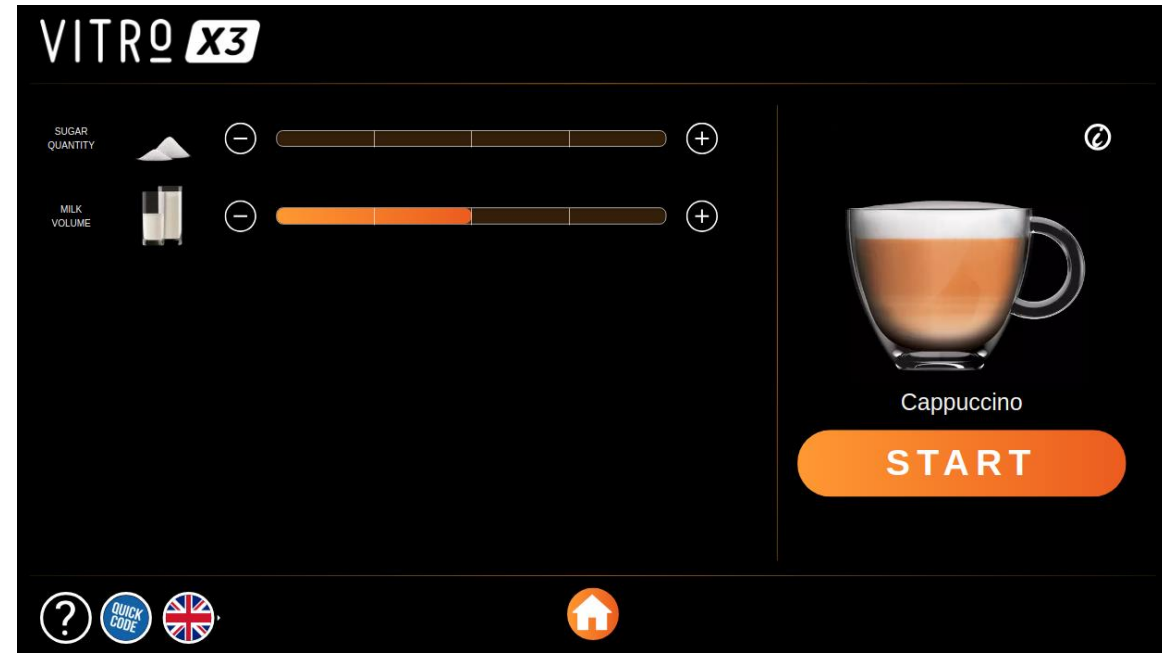 VITRO X3
SUGAR
QUANTITY
MILK
VOLUME
Cappuccino
START
QUICK
CODE